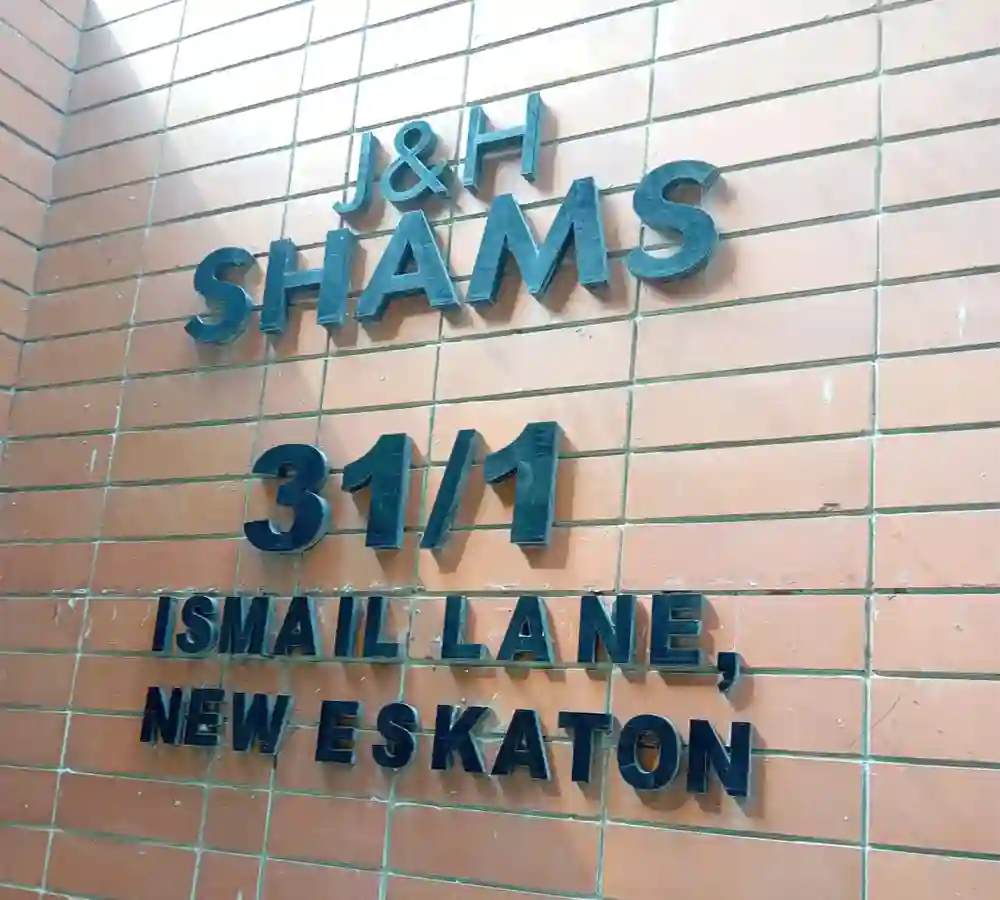 J&H
SHAMS
31/1
ISMAIL LANE,
NEW ESKATON